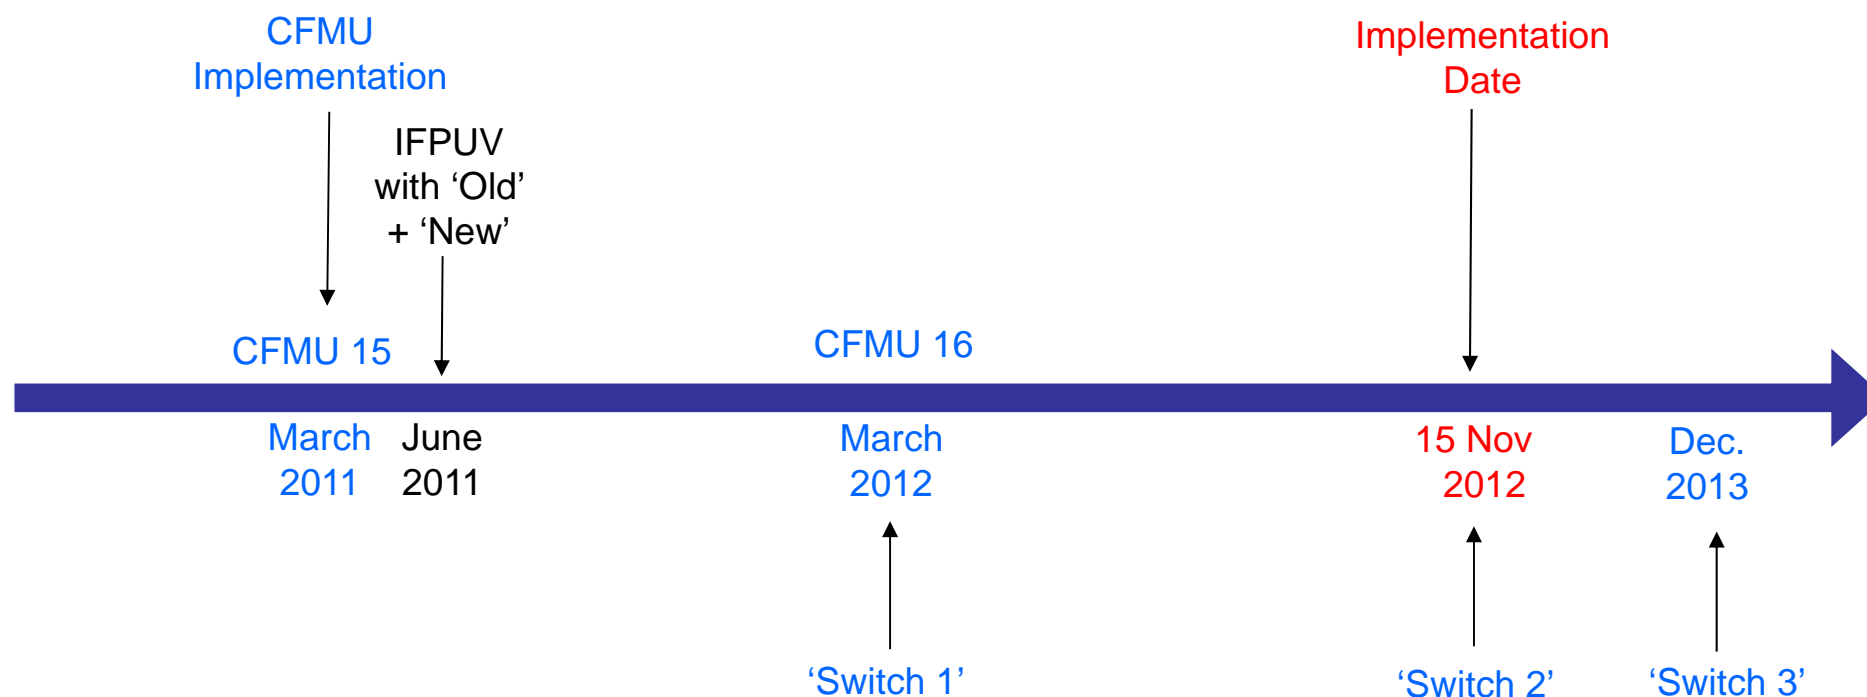 CFMU
Implementation
Implementation
Date
IFPUV
with ‘Old’
+ ‘New’
CFMU 15
CFMU 16
March
2011
June
2011
March
2012
15 Nov
2012
Dec.
2013
‘Switch 1’
‘Switch 2’
‘Switch 3’